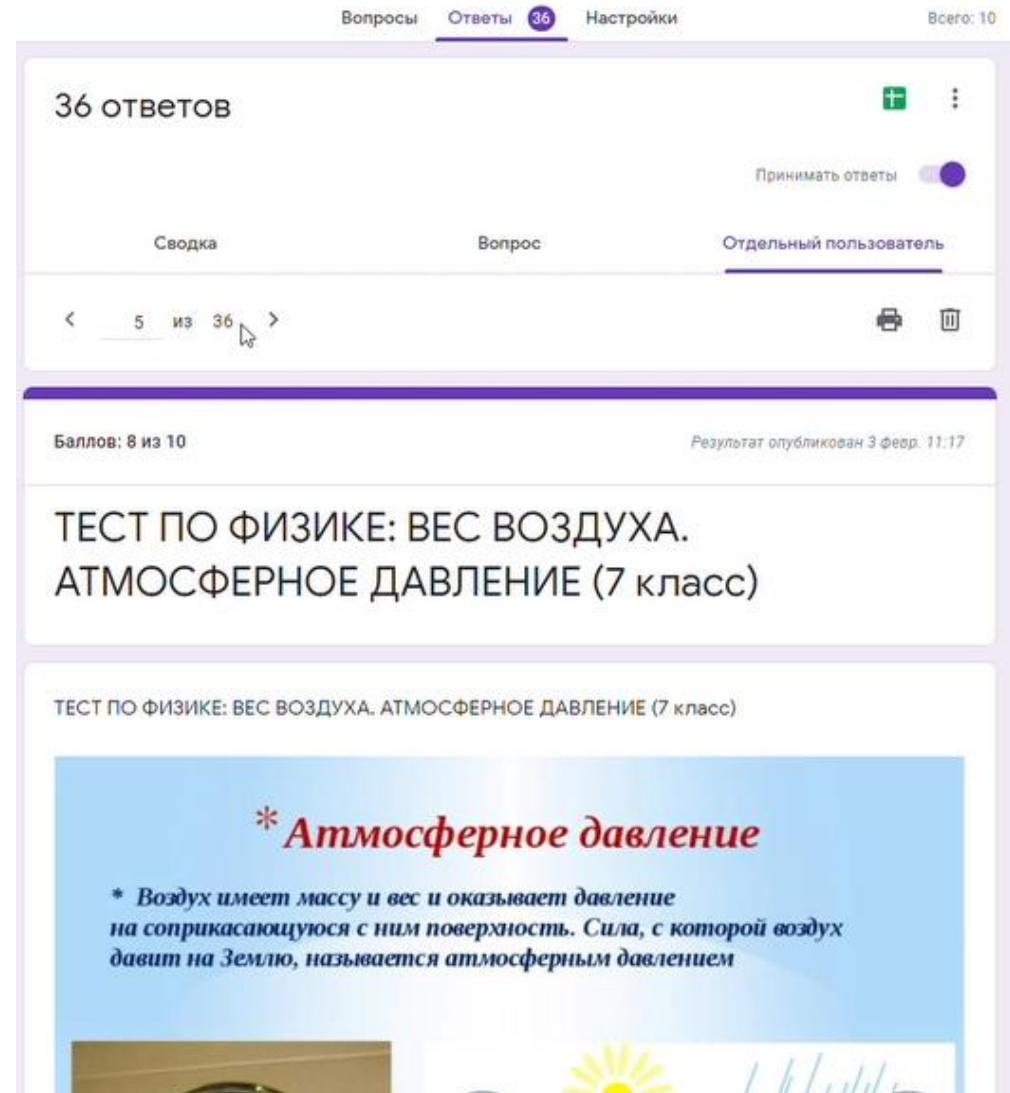 Вопросы Ответы 36 Настройки Всего: 10
36 ответов
Принимать ответы
Сводка Вопрос Отдельный пользователь
5 из 36
Баллов: 8 из 10 Результат опубликован 3 февр. 11:17
ТЕСТ ПО ФИЗИКЕ: ВЕС ВОЗДУХА.
АТМОСФЕРНОЕ ДАВЛЕНИЕ (7 класс)
ТЕСТ ПО ФИЗИКЕ: ВЕС ВОЗДУХА. АТМОСФЕРНОЕ ДАВЛЕНИЕ (7 класс)
* Атмосферное давление
* Воздух имеет массу и вес и оказывает давление
на соприкасающуюся с ним поверхность. Сила, с которой воздух
давит на Землю, называется атмосферным давлением